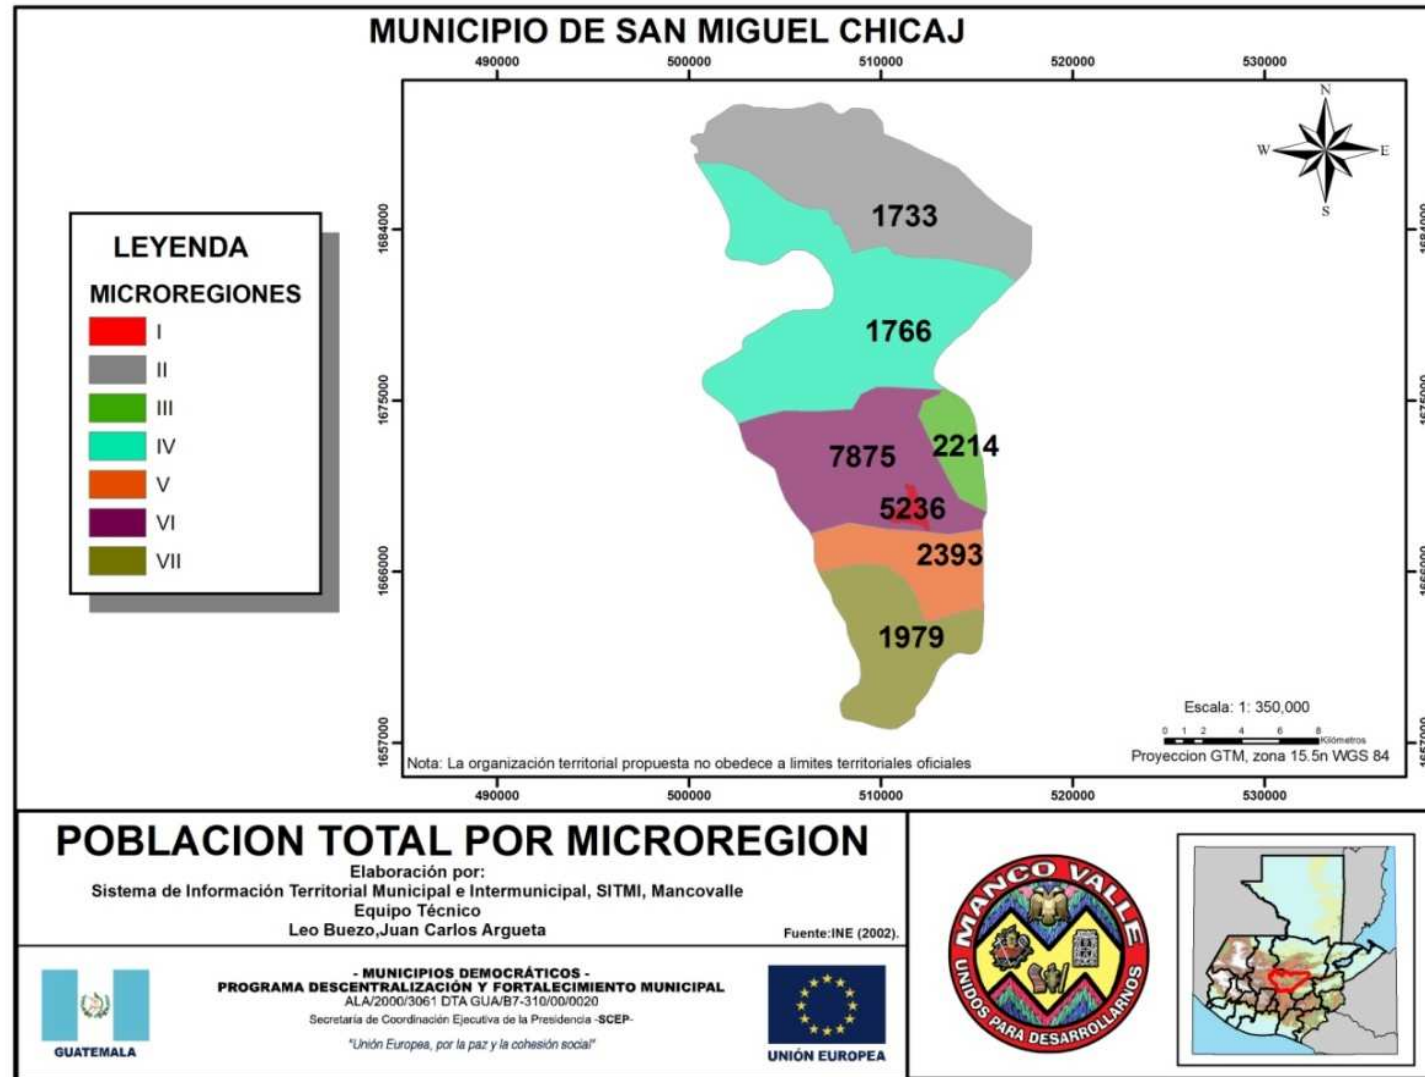 MUNICIPIO DE SAN MIGUEL CHICAJ
490000 500000 510000 520000 530000
N
W E
S
1684000 1684000
1733
LEYENDA
MICROREGIONES
I
II
III
IV
V
VI
VII
1766
1675000 1675000
7875
2214
5236
2393
1666000 1666000
1979
Escala: 1: 350,000
0 1 2 4 6 8
Kilómetros
1657000 1657000
Nota: La organización territorial propuesta no obedece a limites territoriales oficiales
Proyeccion GTM, zona 15.5n WGS 84
490000 500000 510000 520000 530000
POBLACION TOTAL POR MICROREGION
Elaboración por:
Sistema de Información Territorial Municipal e Intermunicipal, SITMI, Mancovalle
Equipo Técnico
Leo Buezo,Juan Carlos Argueta
Fuente:INE (2002).
GUATEMALA
- MUNICIPIOS DEMOCRÁTICOS -
PROGRAMA DESCENTRALIZACIÓN Y FORTALECIMIENTO MUNICIPAL
ALA/2000/3061 DTA GUA/B7-310/00/0020
Secretaría de Coordinación Ejecutiva de la Presidencia -SCEP-
"Unión Europea, por la paz y la cohesión social"
UNIÓN EUROPEA
MANCO VALLE
UNIDOS PARA DESARROLLARNOS